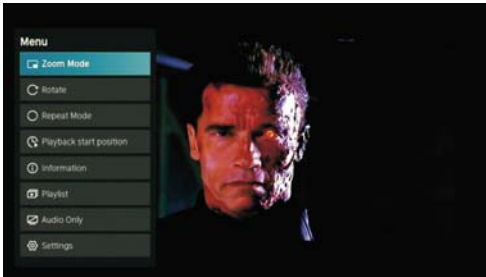 Menu
Zoom Mode
Rotate
Repeat Mode
Playback start position
Information
Playlist
Audio Only
Settings